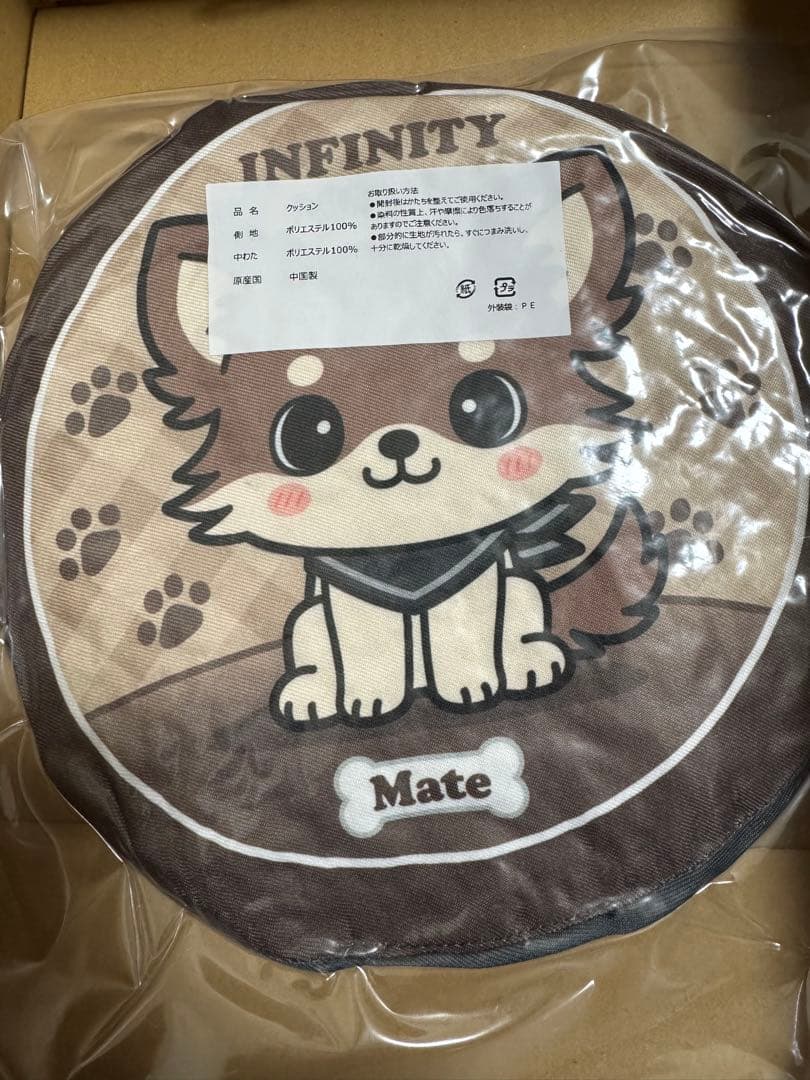 INFINITY
品 名 クッション
側 地 ポリエステル100%
中わた ポリエステル100%
原産国 中国製
お取り扱い方法
●開封後はかたちを整えてご使用ください。
●染料の性質上、汗や摩擦により色落ちすることが
ありますのでご注意ください。
●部分的に生地が汚れたら、すぐにつまみ洗いし、
十分に乾燥してください。
紙 プラ
外装袋：PE
Mate